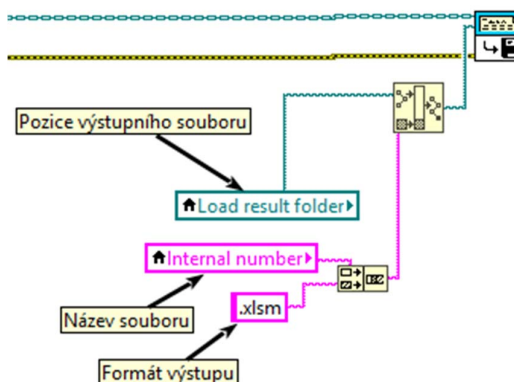 Pozice výstupního souboru
Load result folder
Internal number
Název souboru
.xlsm
Formát výstupu